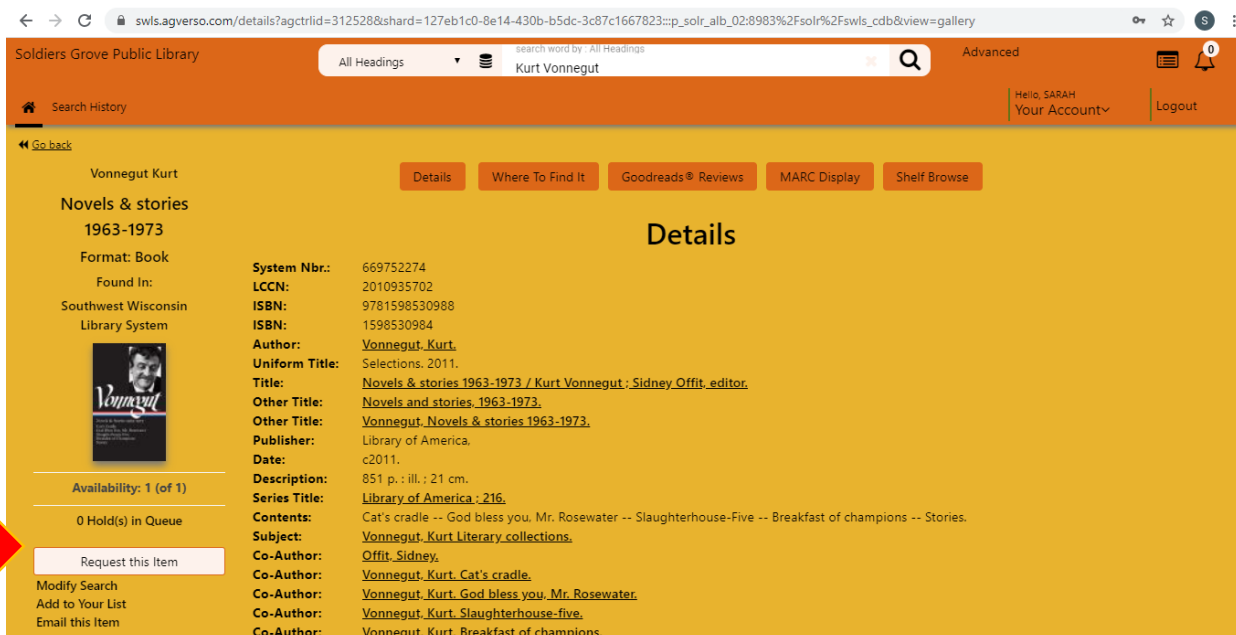 swls.agverso.com/details?agctrlid=312528&shard=127eb1c0-8e14-430b-b5dc-3c87c1667823:::p_solr_alb_02:8983%2Fsolr%2Fswls_cdb&view=gallery
S
Soldiers Grove Public Library
All Headings
search word by : All Headings
Kurt Vonnegut
Advanced
0
Search History
Hello, SARAH
Your Account
Logout
Go back
Vonnegut Kurt
Novels & stories
1963-1973
Format: Book
Found In:
Southwest Wisconsin
Library System
Vonnegut
Availability: 1 (of 1)
0 Hold(s) in Queue
Request this Item
Modify Search
Add to Your List
Email this Item
Details
Where To Find It
Goodreads® Reviews
MARC Display
Shelf Browse
Details
System Nbr.: 669752274
LCCN: 2010935702
ISBN: 9781598530988
ISBN: 1598530984
Author: Vonnegut, Kurt.
Uniform Title: Selections. 2011.
Title: Novels & stories 1963-1973 / Kurt Vonnegut ; Sidney Offit, editor.
Other Title: Novels and stories, 1963-1973.
Other Title: Vonnegut, Novels & stories 1963-1973.
Publisher: Library of America,
Date: c2011.
Description: 851 p. : ill. ; 21 cm.
Series Title: Library of America ; 216.
Contents: Cat's cradle -- God bless you, Mr. Rosewater -- Slaughterhouse-Five -- Breakfast of champions -- Stories.
Subject: Vonnegut, Kurt Literary collections.
Co-Author: Offit, Sidney.
Co-Author: Vonnegut, Kurt. Cat's cradle.
Co-Author: Vonnegut, Kurt. God bless you, Mr. Rosewater.
Co-Author: Vonnegut, Kurt. Slaughterhouse-five.
Co-Author: Vonnegut, Kurt. Breakfast of champions.